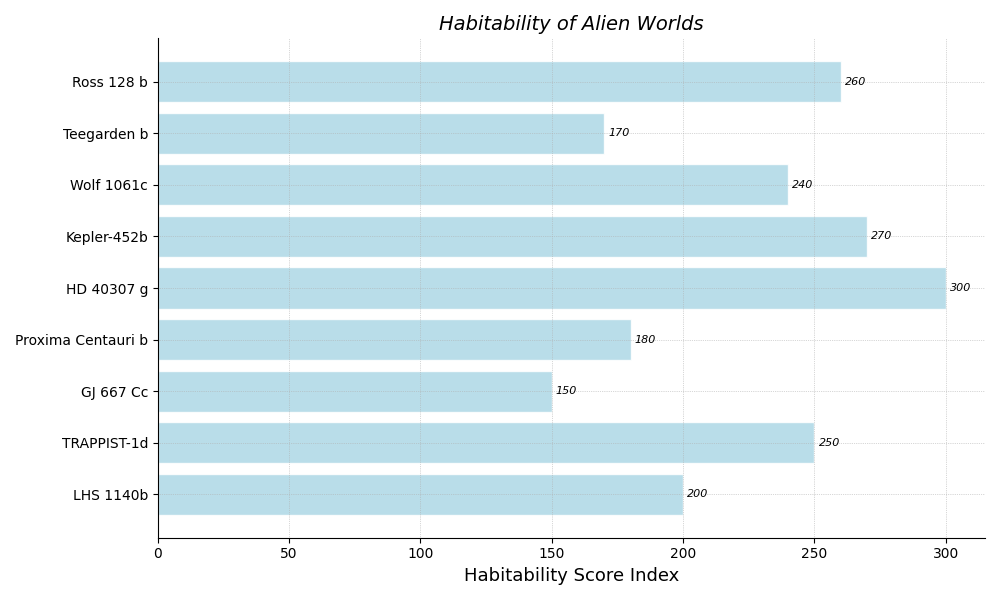 Habitability of Alien Worlds
Ross 128 b 260
Teegarden b 170
Wolf 1061c 240
Kepler-452b 270
HD 40307 g 300
Proxima Centauri b 180
GJ 667 Cc 150
TRAPPIST-1d 250
LHS 1140b 200
0 50 100 150 200 250 300
Habitability Score Index